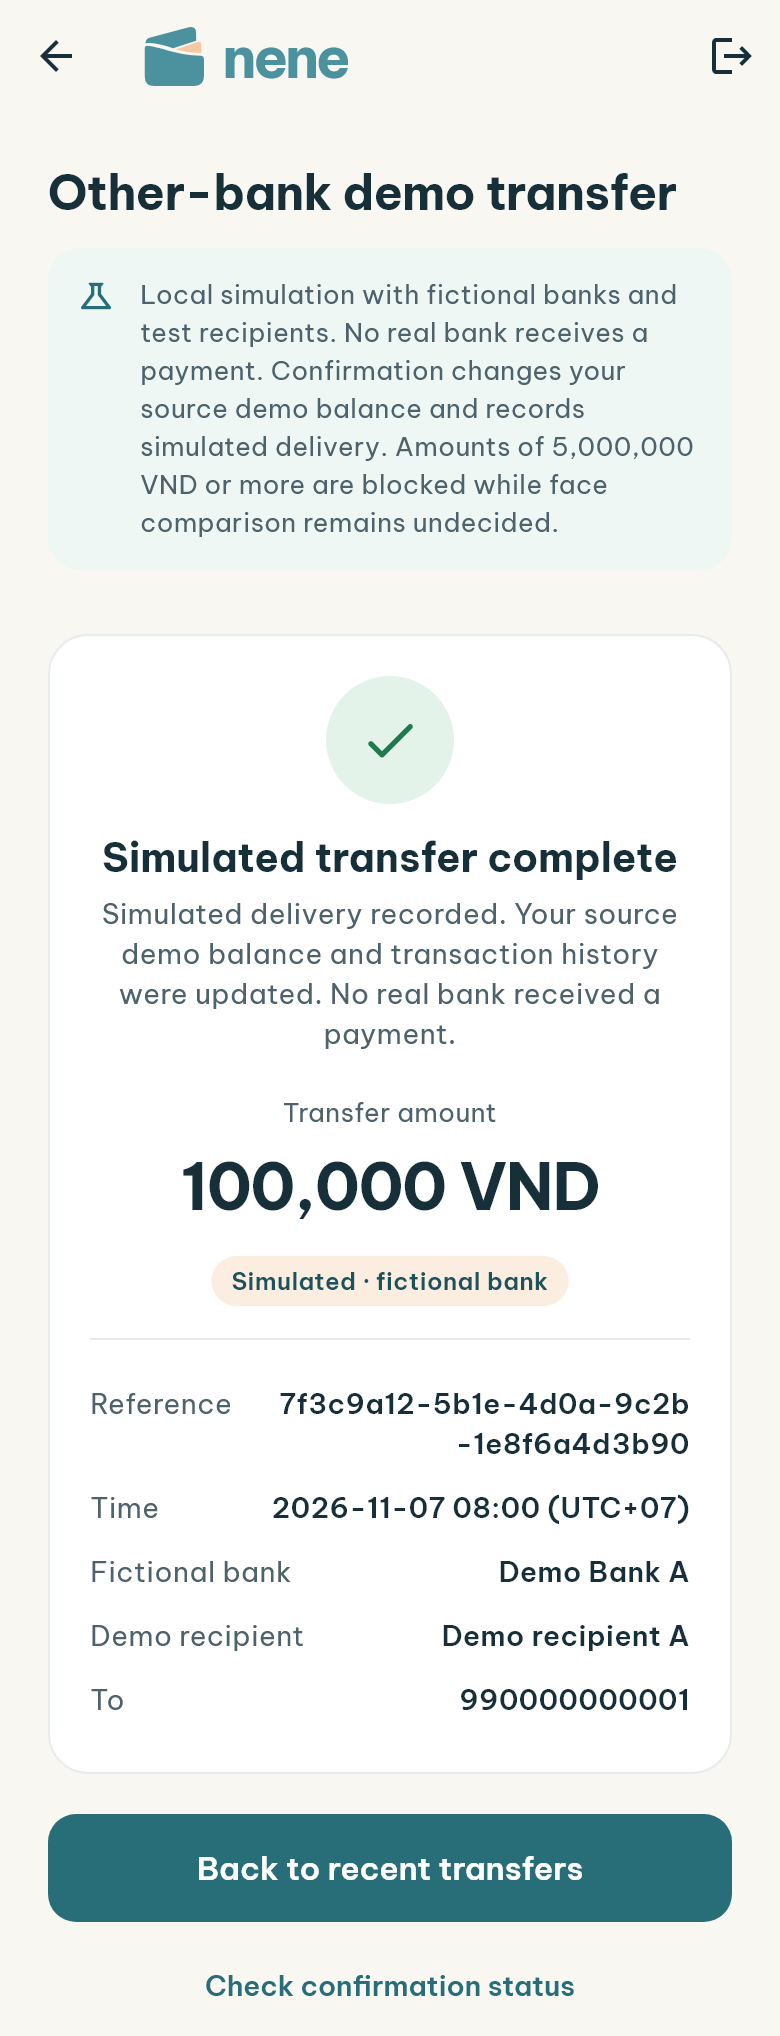 nene
Other-bank demo transfer
Local simulation with fictional banks and
test recipients. No real bank receives a
payment. Confirmation changes your
source demo balance and records
simulated delivery. Amounts of 5,000,000
VND or more are blocked while face
comparison remains undecided.
Simulated transfer complete
Simulated delivery recorded. Your source
demo balance and transaction history
were updated. No real bank received a
payment.
Transfer amount
100,000 VND
Simulated · fictional bank
Reference 7f3c9a12-5b1e-4d0a-9c2b
-1e8f6a4d3b90
Time 2026-11-07 08:00 (UTC+07)
Fictional bank Demo Bank A
Demo recipient Demo recipient A
To 990000000001
Back to recent transfers
Check confirmation status